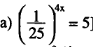 a) (1/25)^{4x} = 5]